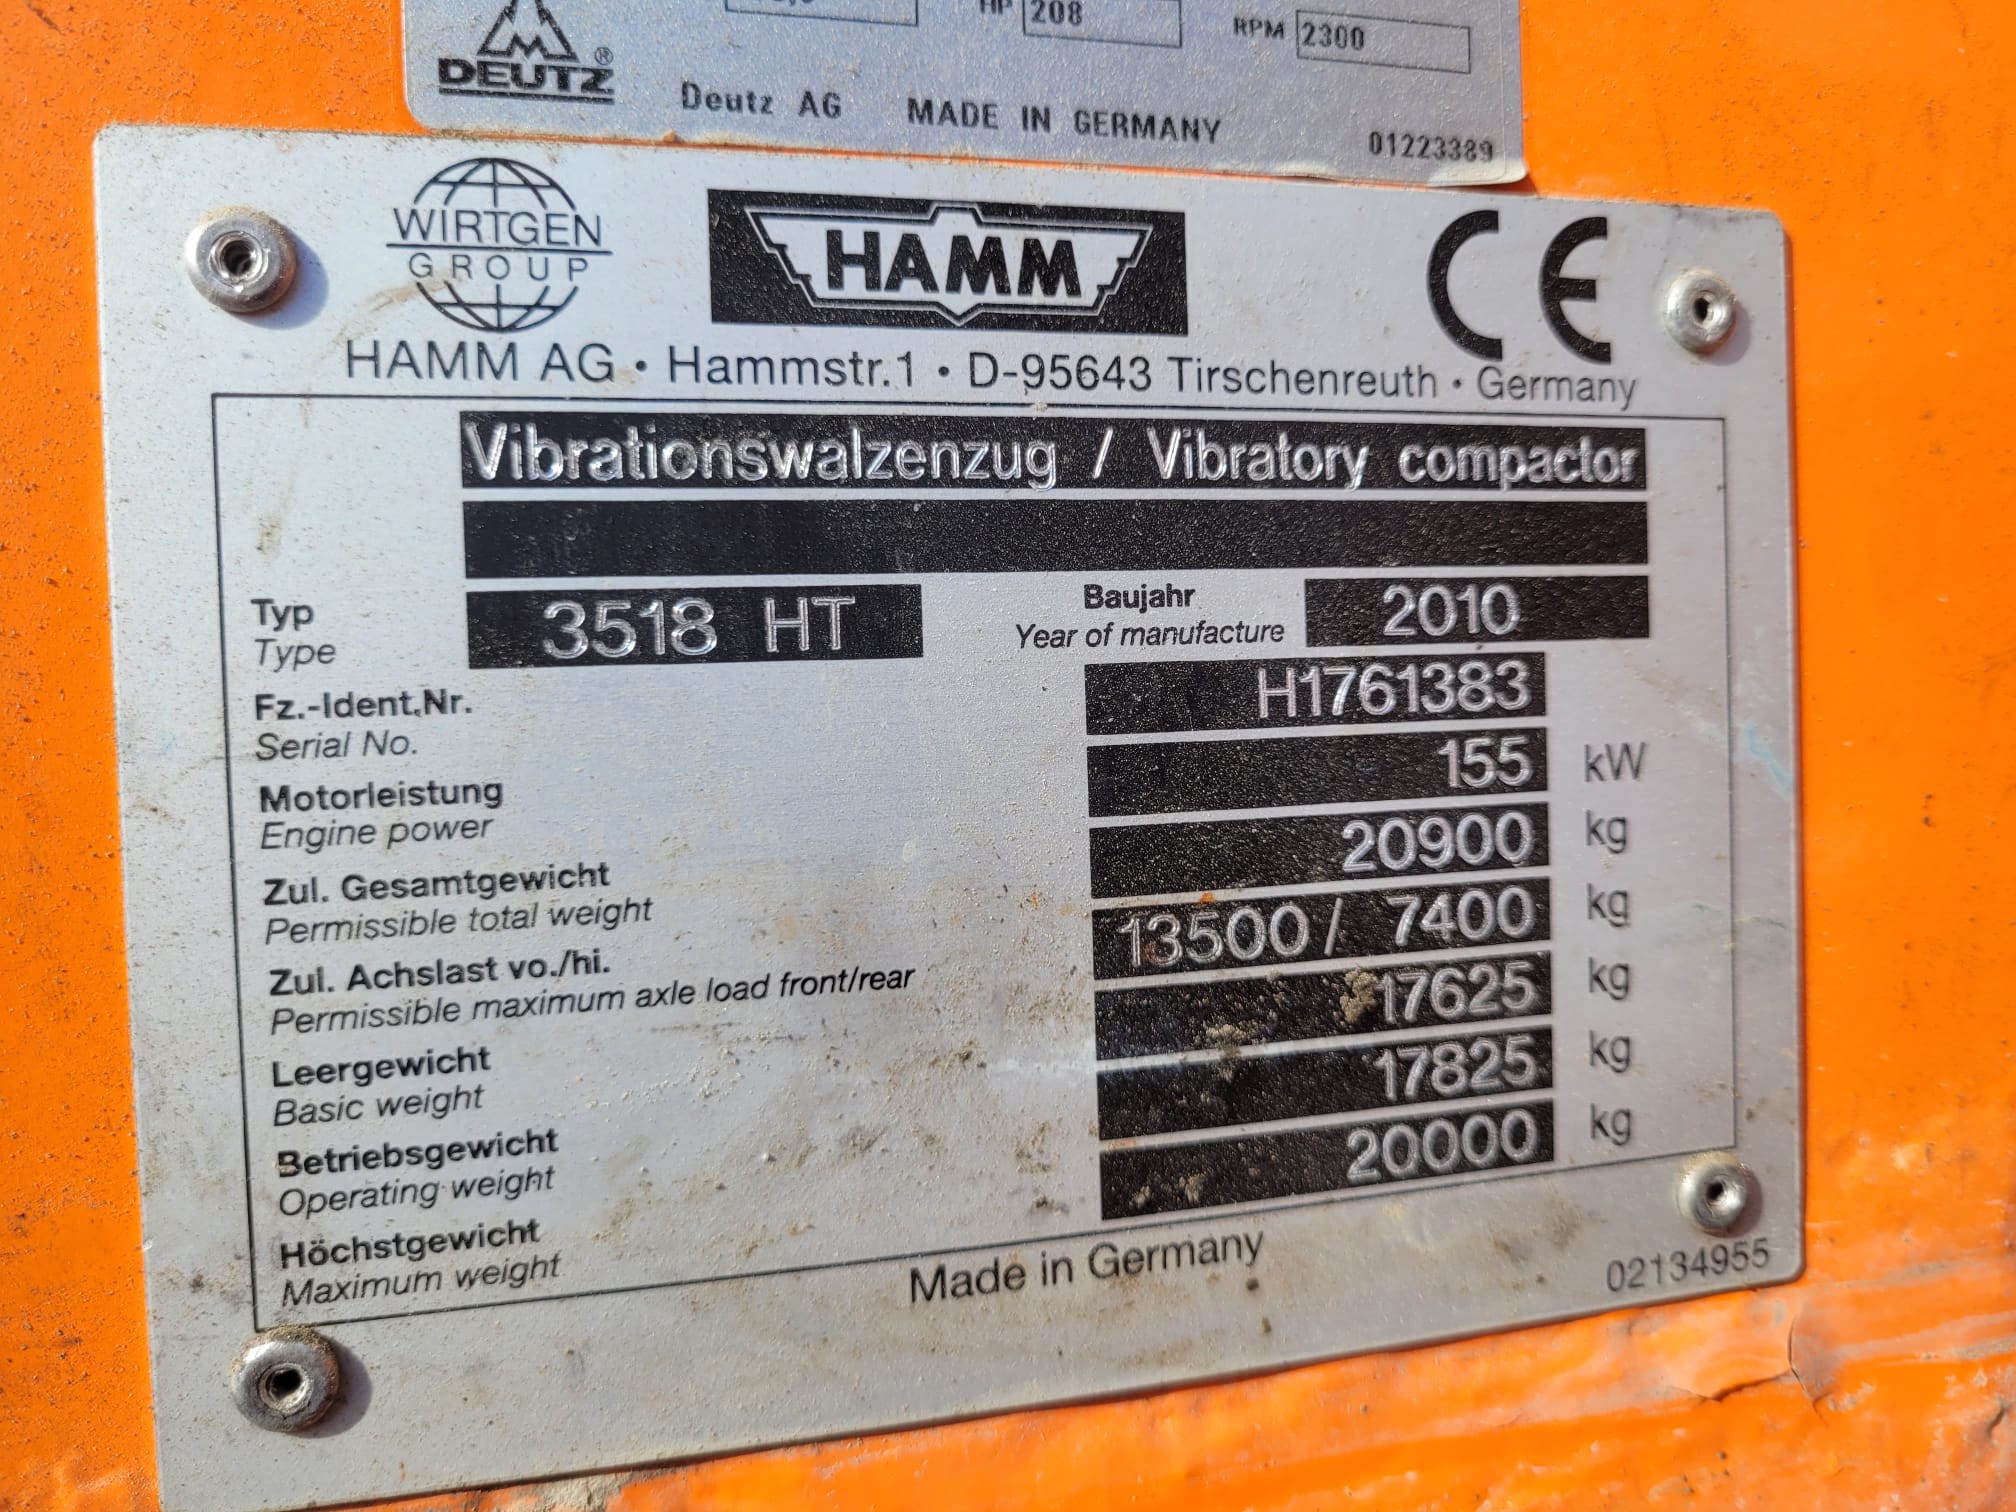 HP 208
RPM 2300
DEUTZ ®
Deutz AG MADE IN GERMANY
01223389
WIRTGEN
GROUP
HAMM
CE
HAMM AG • Hammstr.1 • D-95643 Tirschenreuth • Germany
Vibrationswalzenzug / Vibratory compactor
Typ
Type
3518 HT
Baujahr
Year of manufacture
2010
Fz.-Ident.Nr.
Serial No.
H1761383
Motorleistung
Engine power
155 kW
Zul. Gesamtgewicht
Permissible total weight
20900 kg
Zul. Achslast vo./hi.
Permissible maximum axle load front/rear
13500 / 7400 kg
Leergewicht
Basic weight
17625 kg
Betriebsgewicht
Operating weight
17825 kg
Höchstgewicht
Maximum weight
20000 kg
Made in Germany
02134955